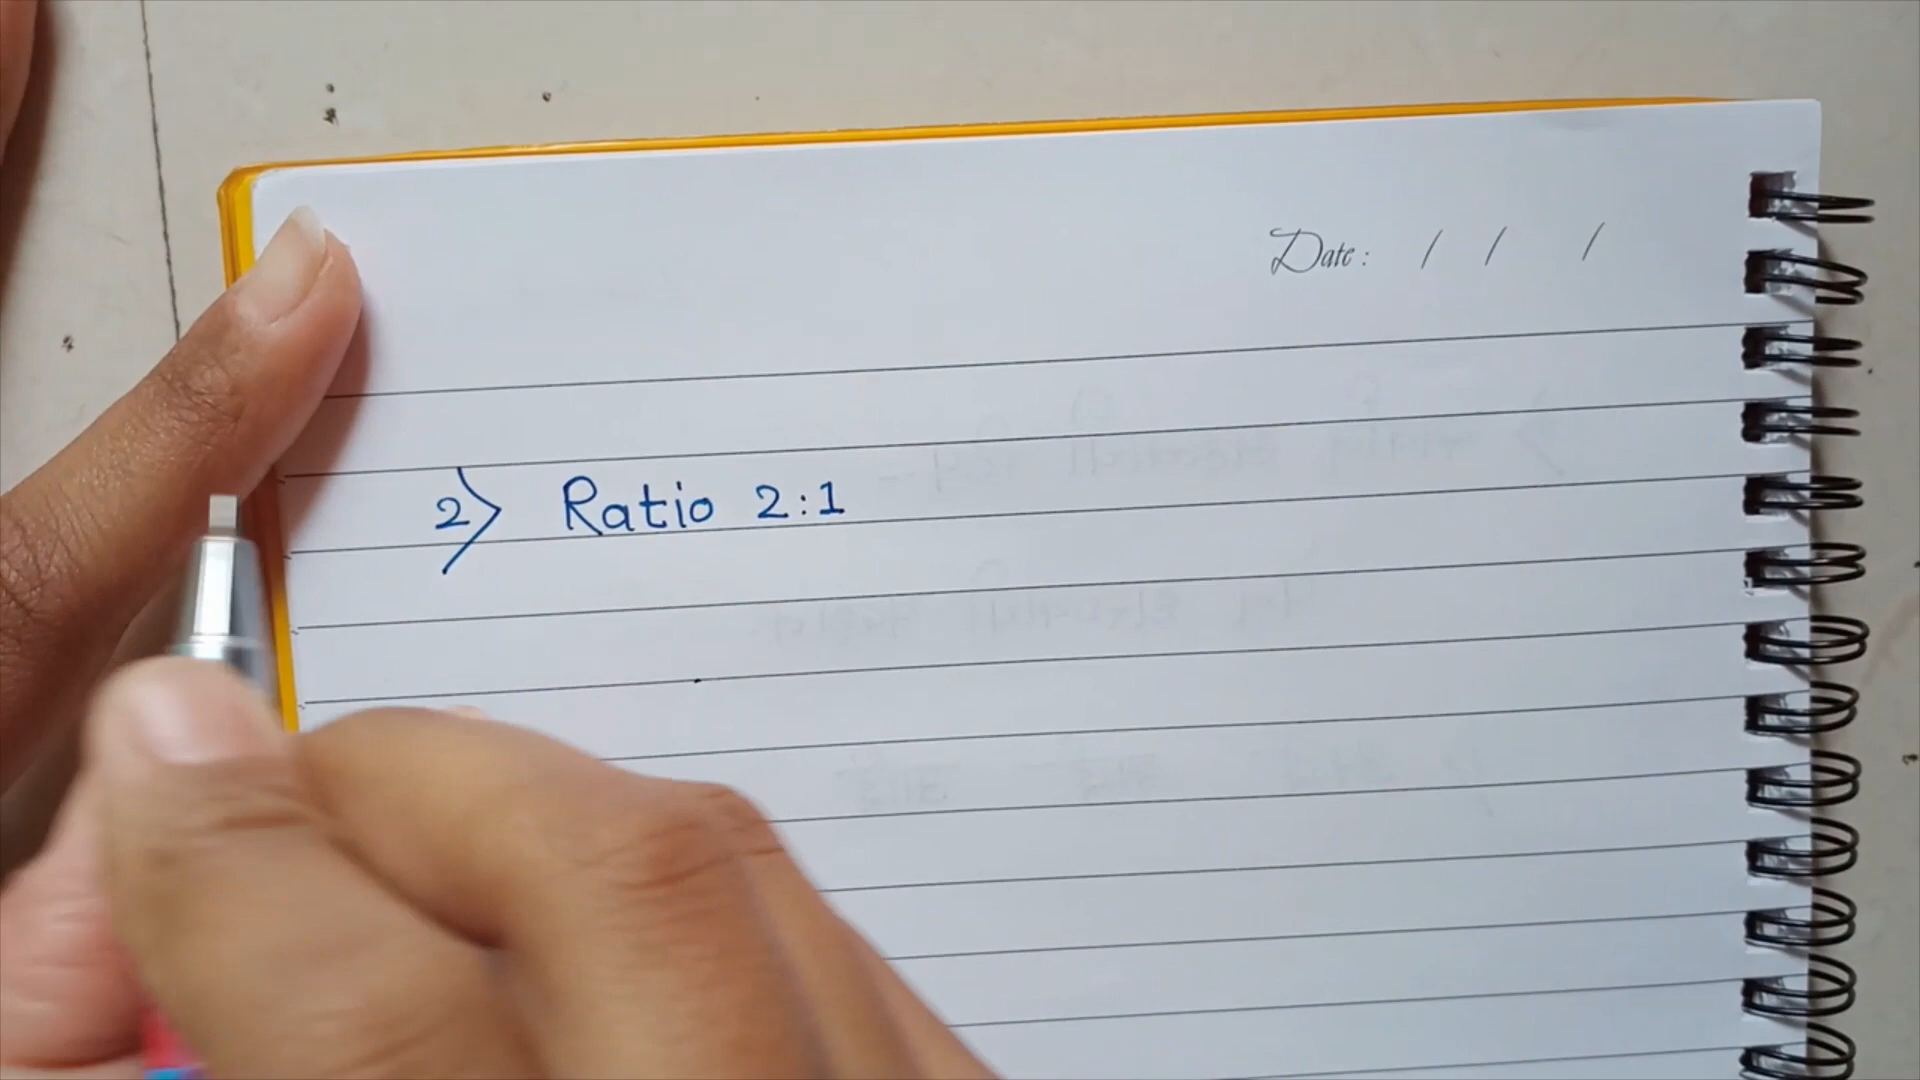 Date: / / /
2) Ratio 2:1